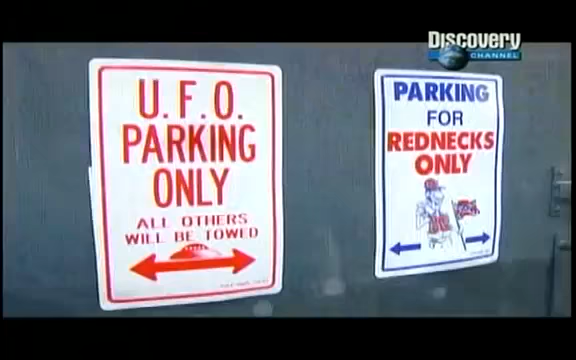 Discovery
CHANNEL
U.F.O.
PARKING
ONLY
ALL OTHERS
WILL BE TOWED
PARKING
FOR
REDNECKS
ONLY